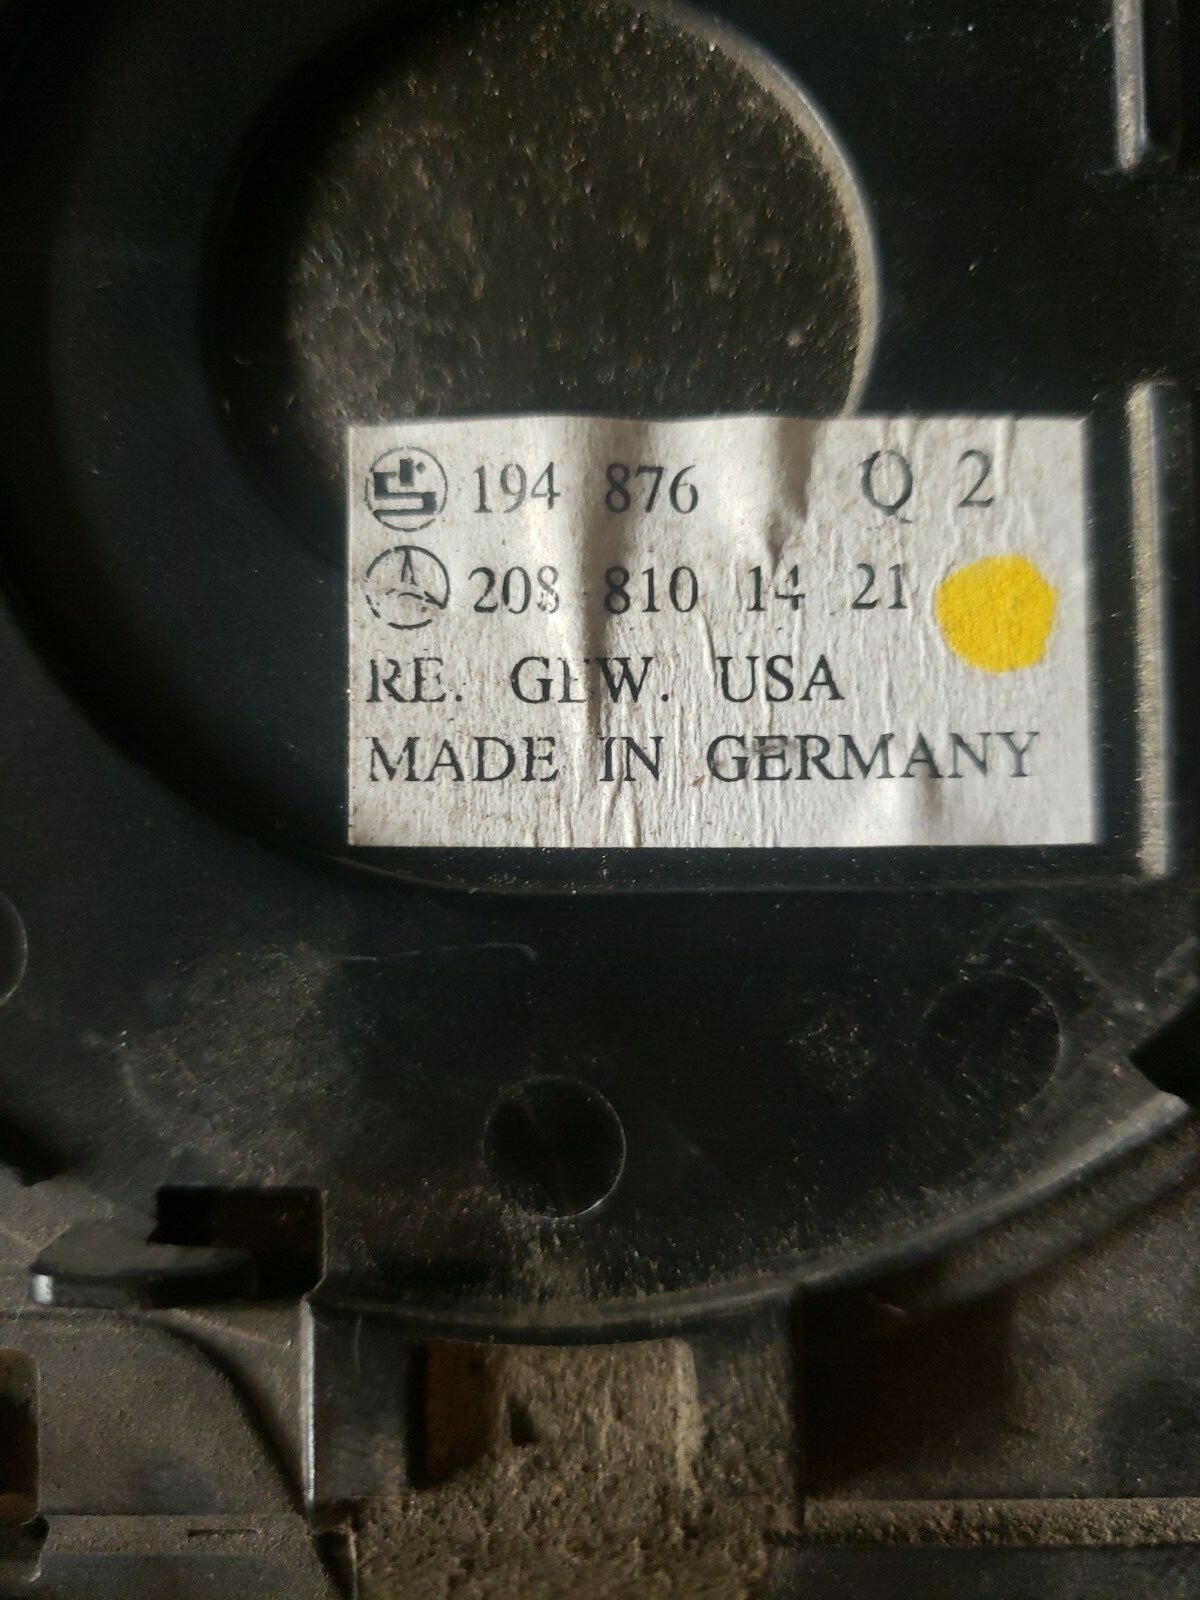 194 876 Q 2
208 810 14 21
RE. GEW. USA
MADE IN GERMANY